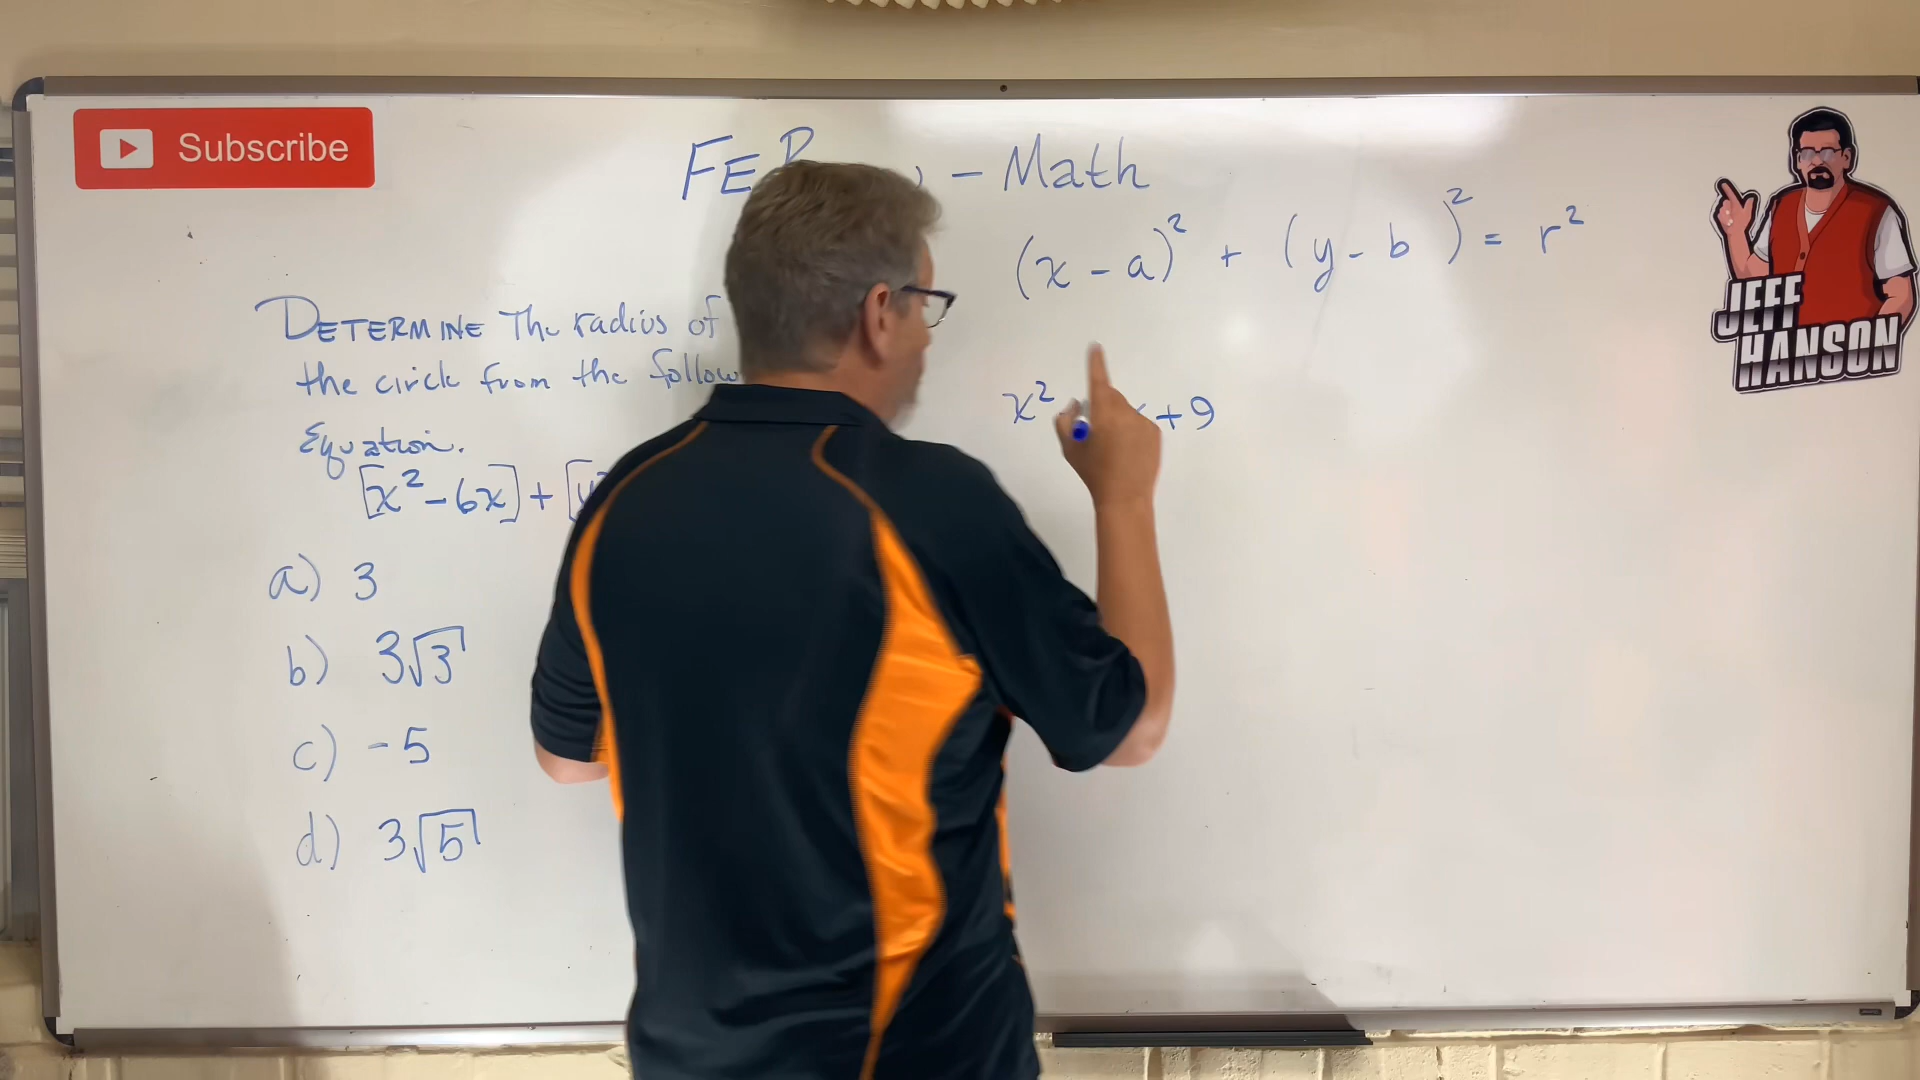 Subscribe
FE - Math
(x - a)² + (y - b)² = r²
DETERMINE The radius of
the circle from the follow
Equation.
x² x + 9
[x² - 6x] + [y
a) 3
b) 3√3
c) -5
d) 3√5
JEFF
HANSON